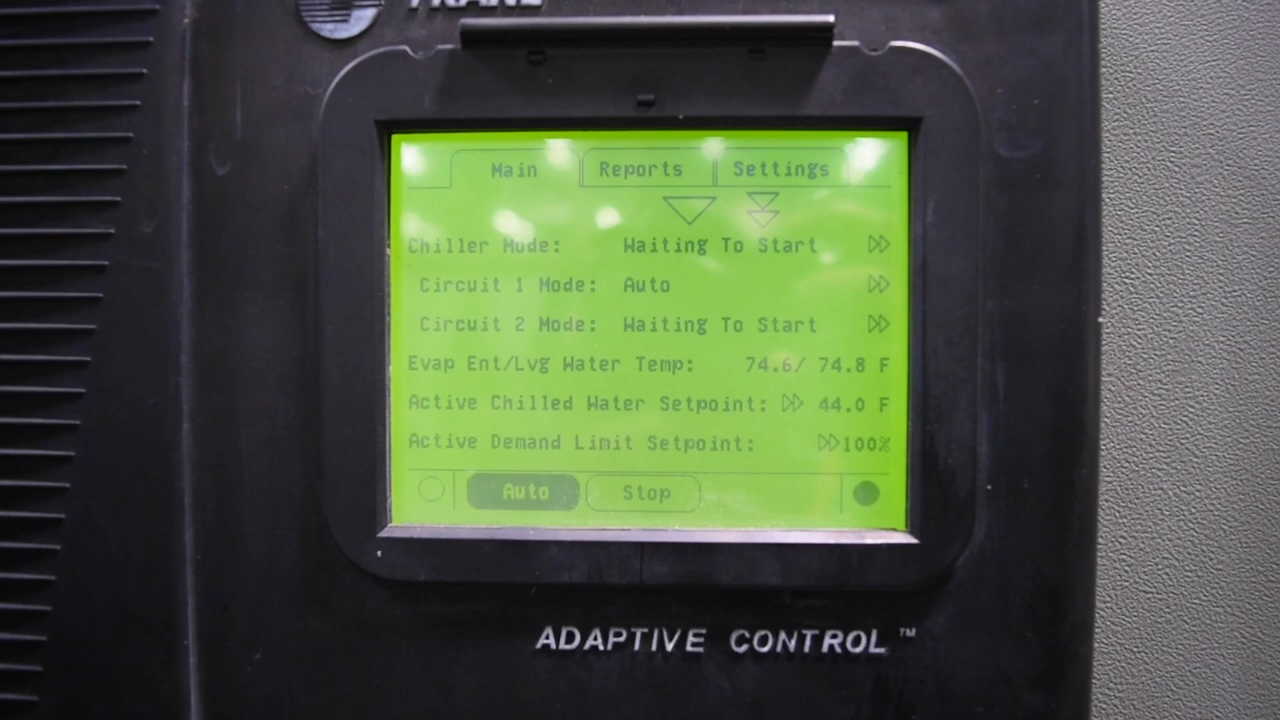 TRANE
Main Reports Settings
Chiller Mode: Waiting To Start
Circuit 1 Mode: Auto
Circuit 2 Mode: Waiting To Start
Evap Ent/Lvg Water Temp: 74.6/ 74.8 F
Active Chilled Water Setpoint: 44.0 F
Active Demand Limit Setpoint: 100%
Auto Stop
ADAPTIVE CONTROL™